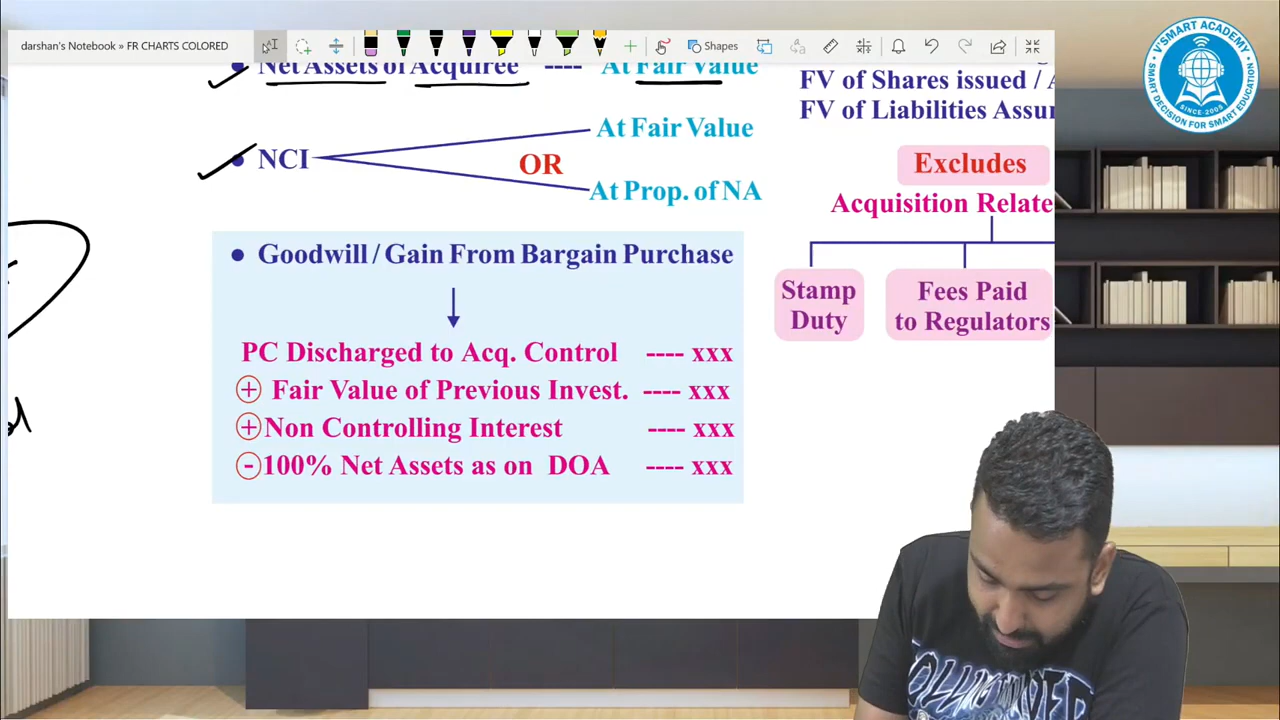 darshan's Notebook » FR CHARTS COLORED
Shapes
• Net Assets of Acquiree ---- At Fair Value
• NCI
At Fair Value
OR
At Prop. of NA
• Goodwill / Gain From Bargain Purchase
PC Discharged to Acq. Control ---- xxx
+ Fair Value of Previous Invest. ---- xxx
+ Non Controlling Interest ---- xxx
- 100% Net Assets as on DOA ---- xxx
FV of Shares issued /
FV of Liabilities Assu
Excludes
Acquisition Relate
Stamp
Duty
Fees Paid
to Regulators
V'SMART ACADEMY
SMART DECISION FOR SMART EDUCATION
SINCE-2009